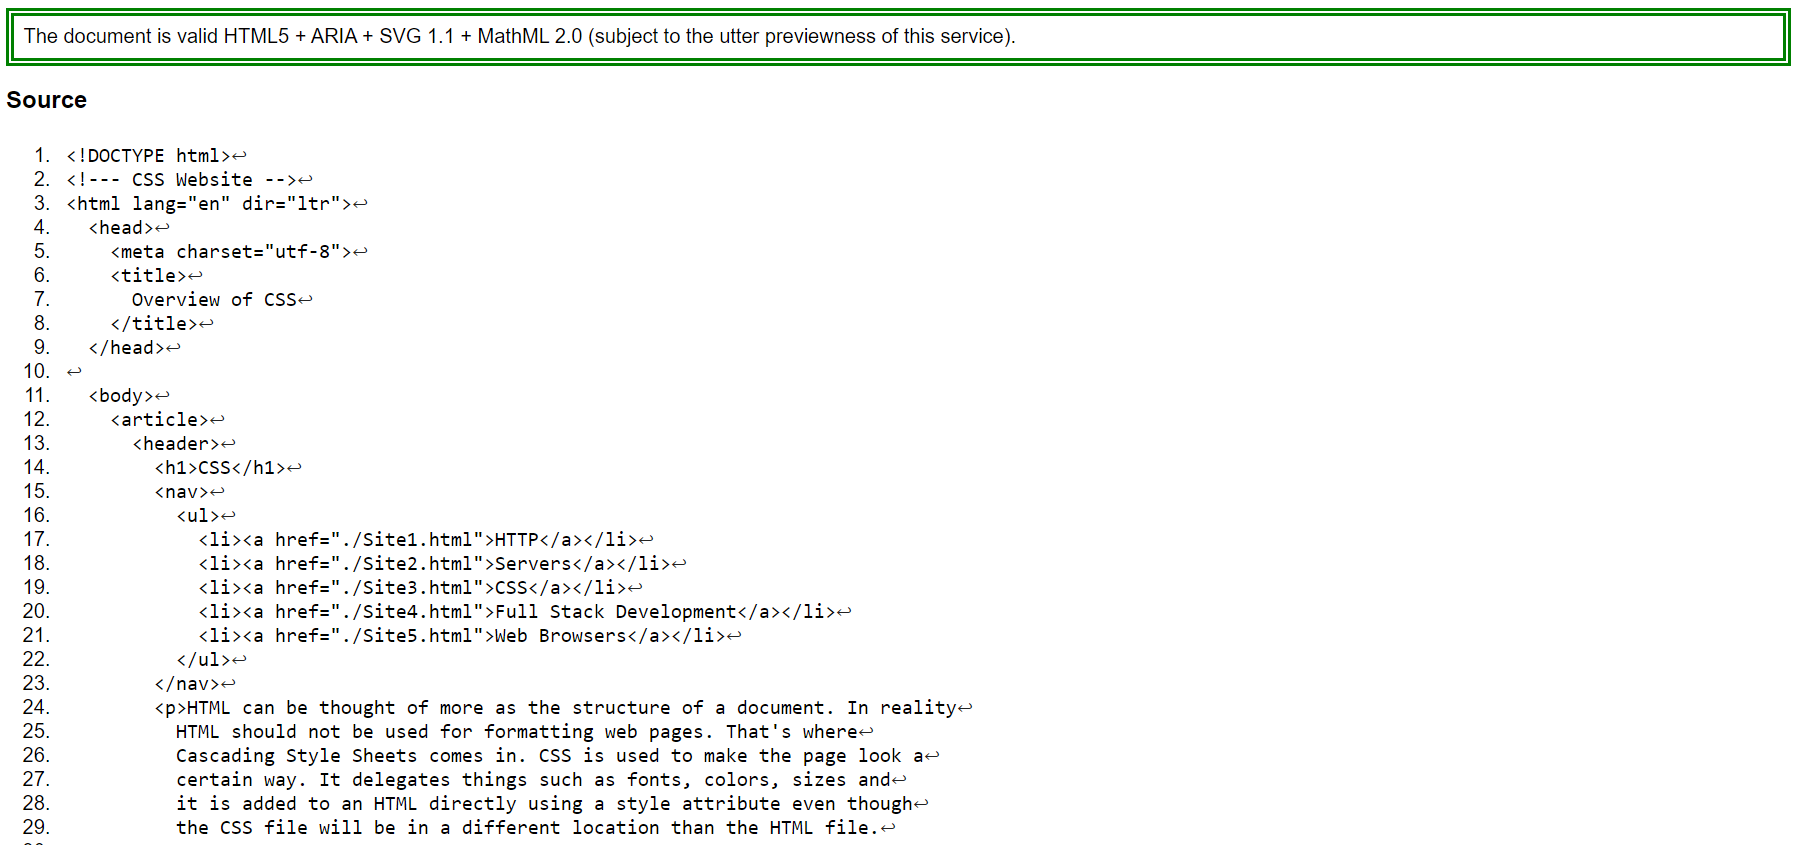 The document is valid HTML5 + ARIA + SVG 1.1 + MathML 2.0 (subject to the utter previewness of this service).
Source
1. <!DOCTYPE html>↩
2. <!--- CSS Website -->↩
3. <html lang="en" dir="ltr">↩
4.   <head>↩
5.     <meta charset="utf-8">↩
6.     <title>↩
7.       Overview of CSS↩
8.     </title>↩
9.   </head>↩
10. ↩
11.   <body>↩
12.     <article>↩
13.       <header>↩
14.         <h1>CSS</h1>↩
15.         <nav>↩
16.           <ul>↩
17.             <li><a href="./Site1.html">HTTP</a></li>↩
18.             <li><a href="./Site2.html">Servers</a></li>↩
19.             <li><a href="./Site3.html">CSS</a></li>↩
20.             <li><a href="./Site4.html">Full Stack Development</a></li>↩
21.             <li><a href="./Site5.html">Web Browsers</a></li>↩
22.           </ul>↩
23.         </nav>↩
24.         <p>HTML can be thought of more as the structure of a document. In reality↩
25.           HTML should not be used for formatting web pages. That's where↩
26.           Cascading Style Sheets comes in. CSS is used to make the page look a↩
27.           certain way. It delegates things such as fonts, colors, sizes and↩
28.           it is added to an HTML directly using a style attribute even though↩
29.           the CSS file will be in a different location than the HTML file.↩